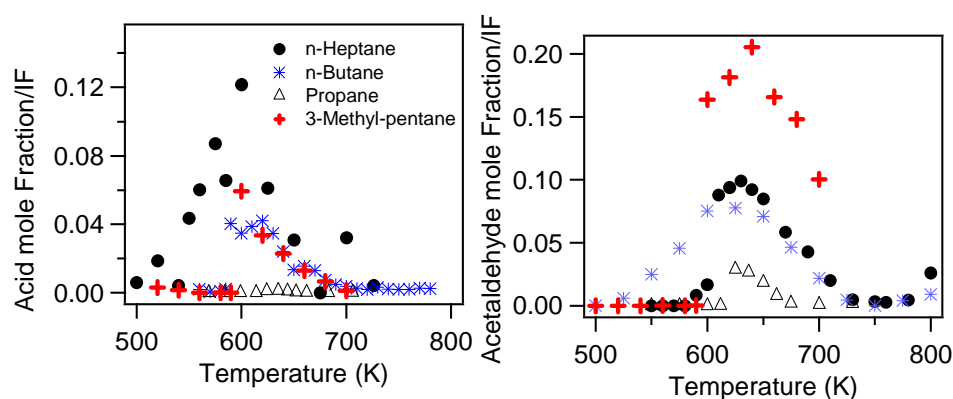 Acid mole Fraction/IF
0.12
0.08
0.04
0.00
n-Heptane
n-Butane
Propane
3-Methyl-pentane
500 600 700 800
Temperature (K)
Acetaldehyde mole Fraction/IF
0.20
0.15
0.10
0.05
0.00
500 600 700 800
Temperature (K)